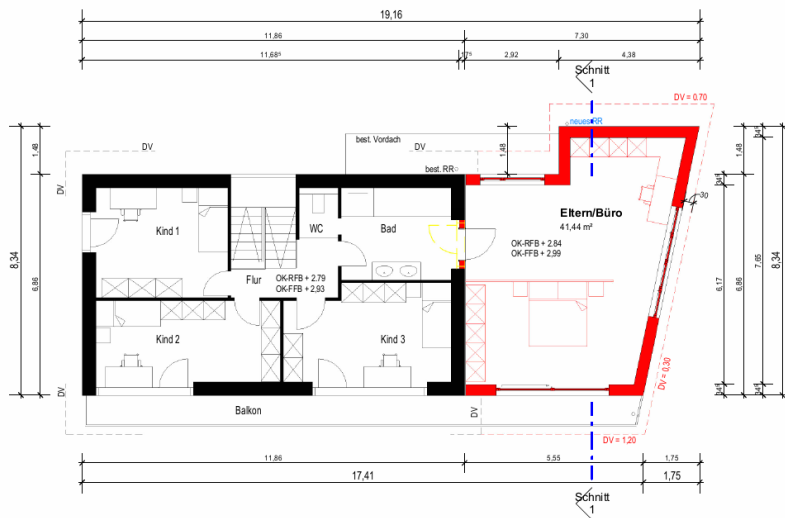 19,16
11,86
7,30
11,68⁵
17⁵
2,92
4,38
Schnitt
1
DV = 0.70
neues RR
best. Vordach
DV
DV
1,48
best. RR
1,48
34⁵
1,48
34⁵
30
Kind 1
WC
Bad
Eltern/Büro
41,44 m²
OK-RFB + 2.84
OK-FFB + 2,99
Flur
OK-RFB + 2.79
OK-FFB + 2,93
DV
8,34
6,86
6,17
6,86
7,65
8,34
Kind 2
Kind 3
DV = 0,30
34⁵
34⁵
DV
Balkon
DV
DV = 1,20
11,86
5,55
1,75
17,41
1,75
Schnitt
1